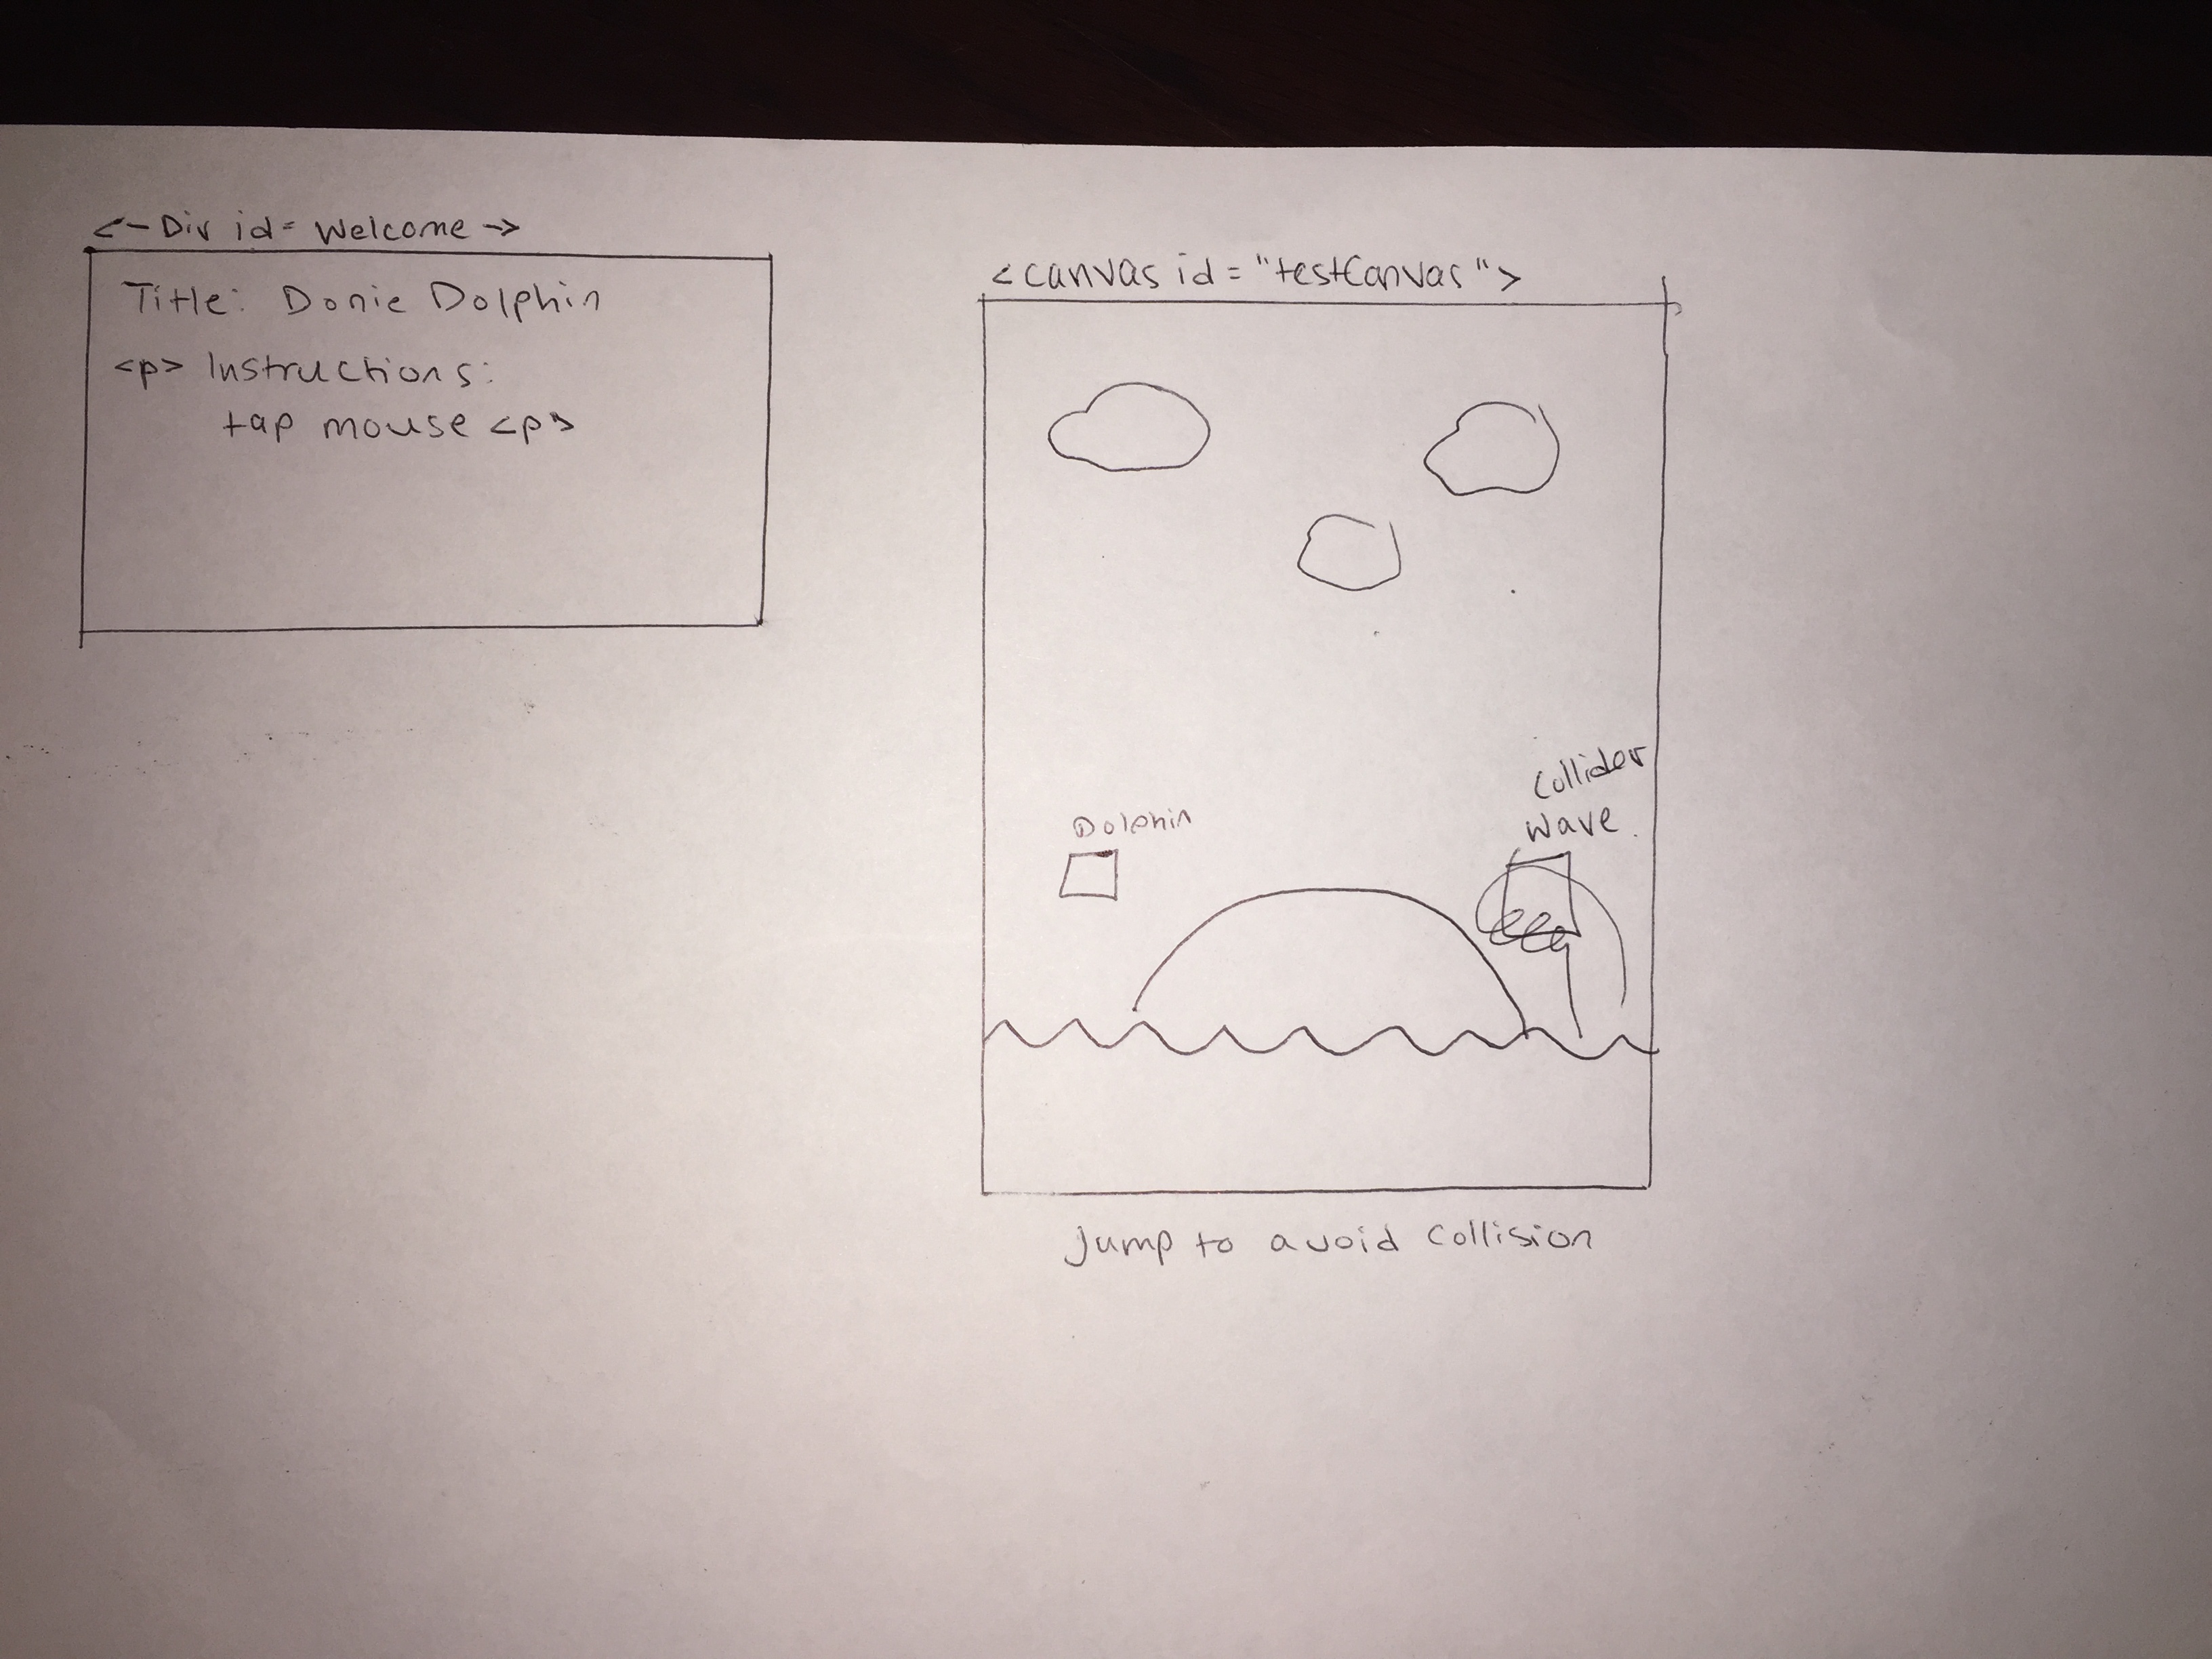 <- Div id = Welcome ->
Title: Donie Dolphin
<p> Instructions:
tap mouse <p>
<canvas id = "testCanvas">
Dolphin
Collider
Wave
Jump to avoid collision